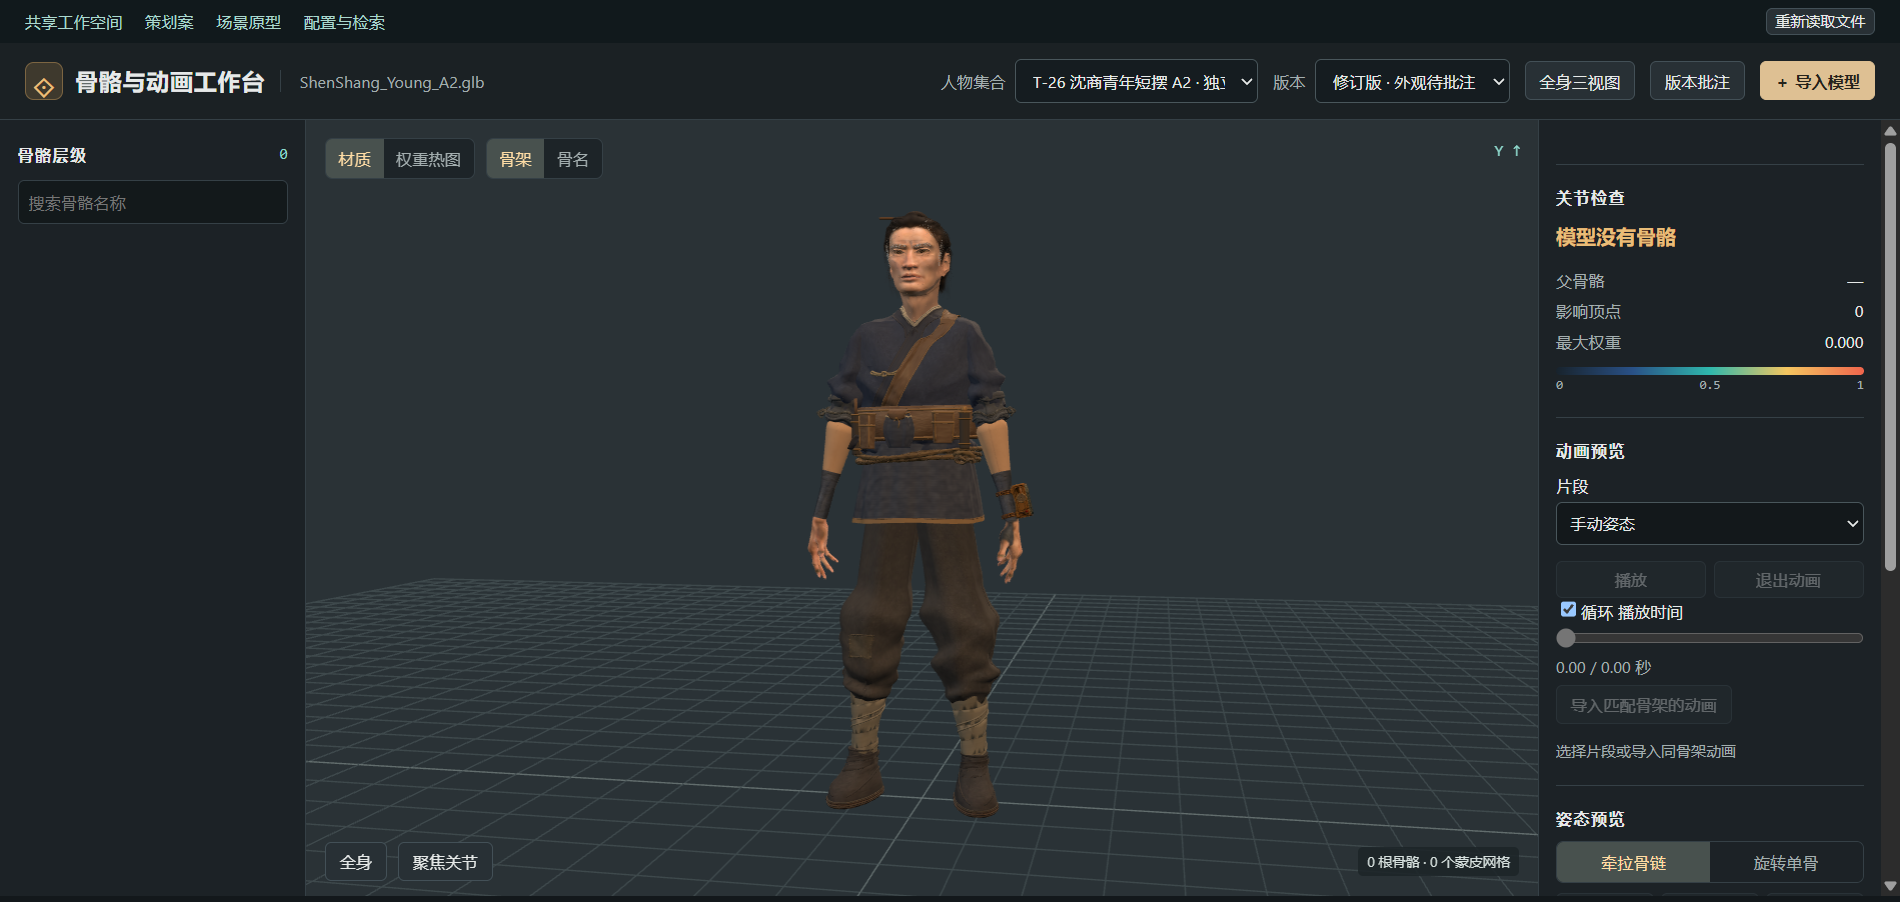 共享工作空间 策划案 场景原型 配置与检索 重新读取文件
骨骼与动画工作台 ShenShang_Young_A2.glb 人物集合 T-26 沈商青年短摆 A2 · 独立 版本 修订版 · 外观待批注 全身三视图 版本批注 + 导入模型
骨骼层级 0
搜索骨骼名称
材质 权重热图 骨架 骨名 Y ↑
全身 聚焦关节 0 根骨骼 · 0 个蒙皮网格
关节检查
模型没有骨骼
父骨骼 —
影响顶点 0
最大权重 0.000
0 0.5 1
动画预览
片段
手动姿态
播放 退出动画
循环 播放时间
0.00 / 0.00 秒
导入匹配骨架的动画
选择片段或导入同骨架动画
姿态预览
牵拉骨链 旋转单骨